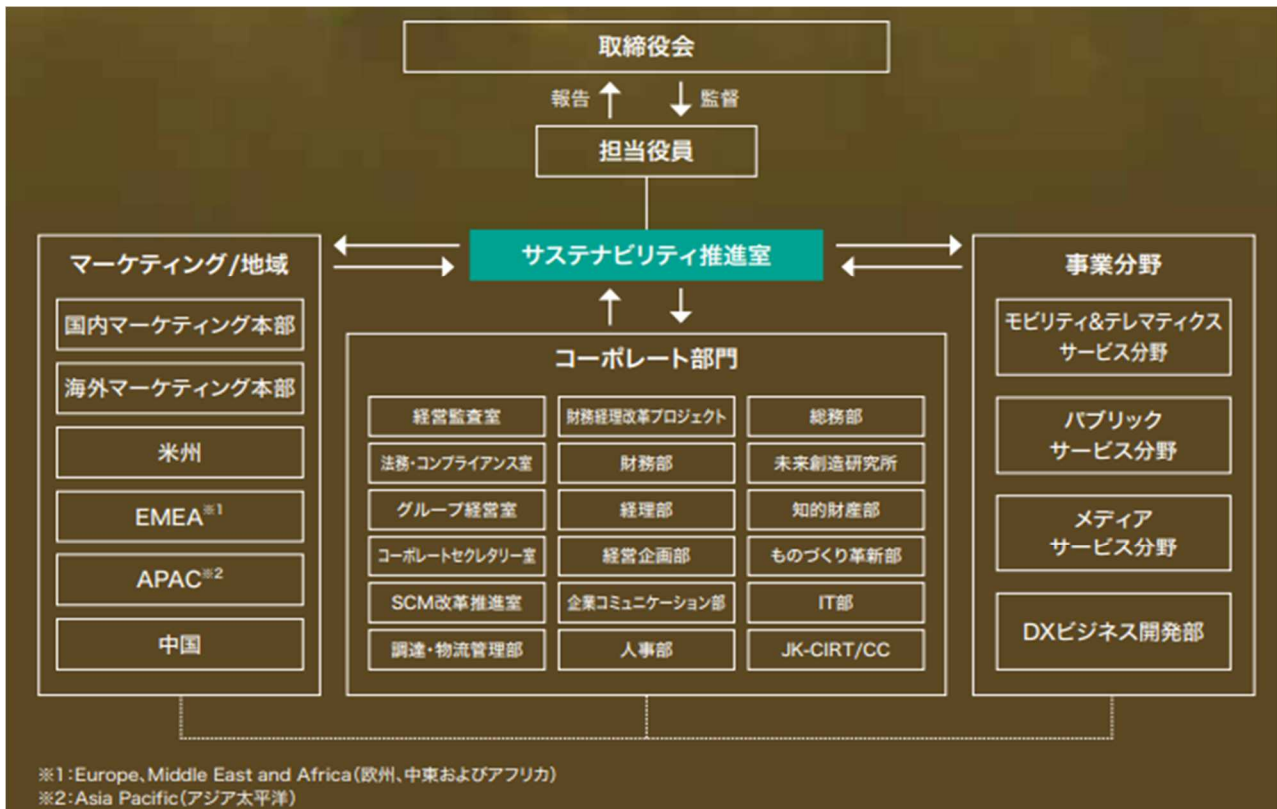 取締役会
報告
監督
担当役員
サステナビリティ推進室
マーケティング/地域
国内マーケティング本部
海外マーケティング本部
米州
EMEA※1
APAC※2
中国
コーポレート部門
経営監査室
財務経理改革プロジェクト
総務部
法務・コンプライアンス室
財務部
未来創造研究所
グループ経営室
経理部
知的財産部
コーポレートセクレタリー室
経営企画部
ものづくり革新部
SCM改革推進室
企業コミュニケーション部
IT部
調達・物流管理部
人事部
JK-CIRT/CC
事業分野
モビリティ&テレマティクス
サービス分野
パブリック
サービス分野
メディア
サービス分野
DXビジネス開発部
※1:Europe、Middle East and Africa(欧州、中東およびアフリカ)
※2:Asia Pacific(アジア太平洋)